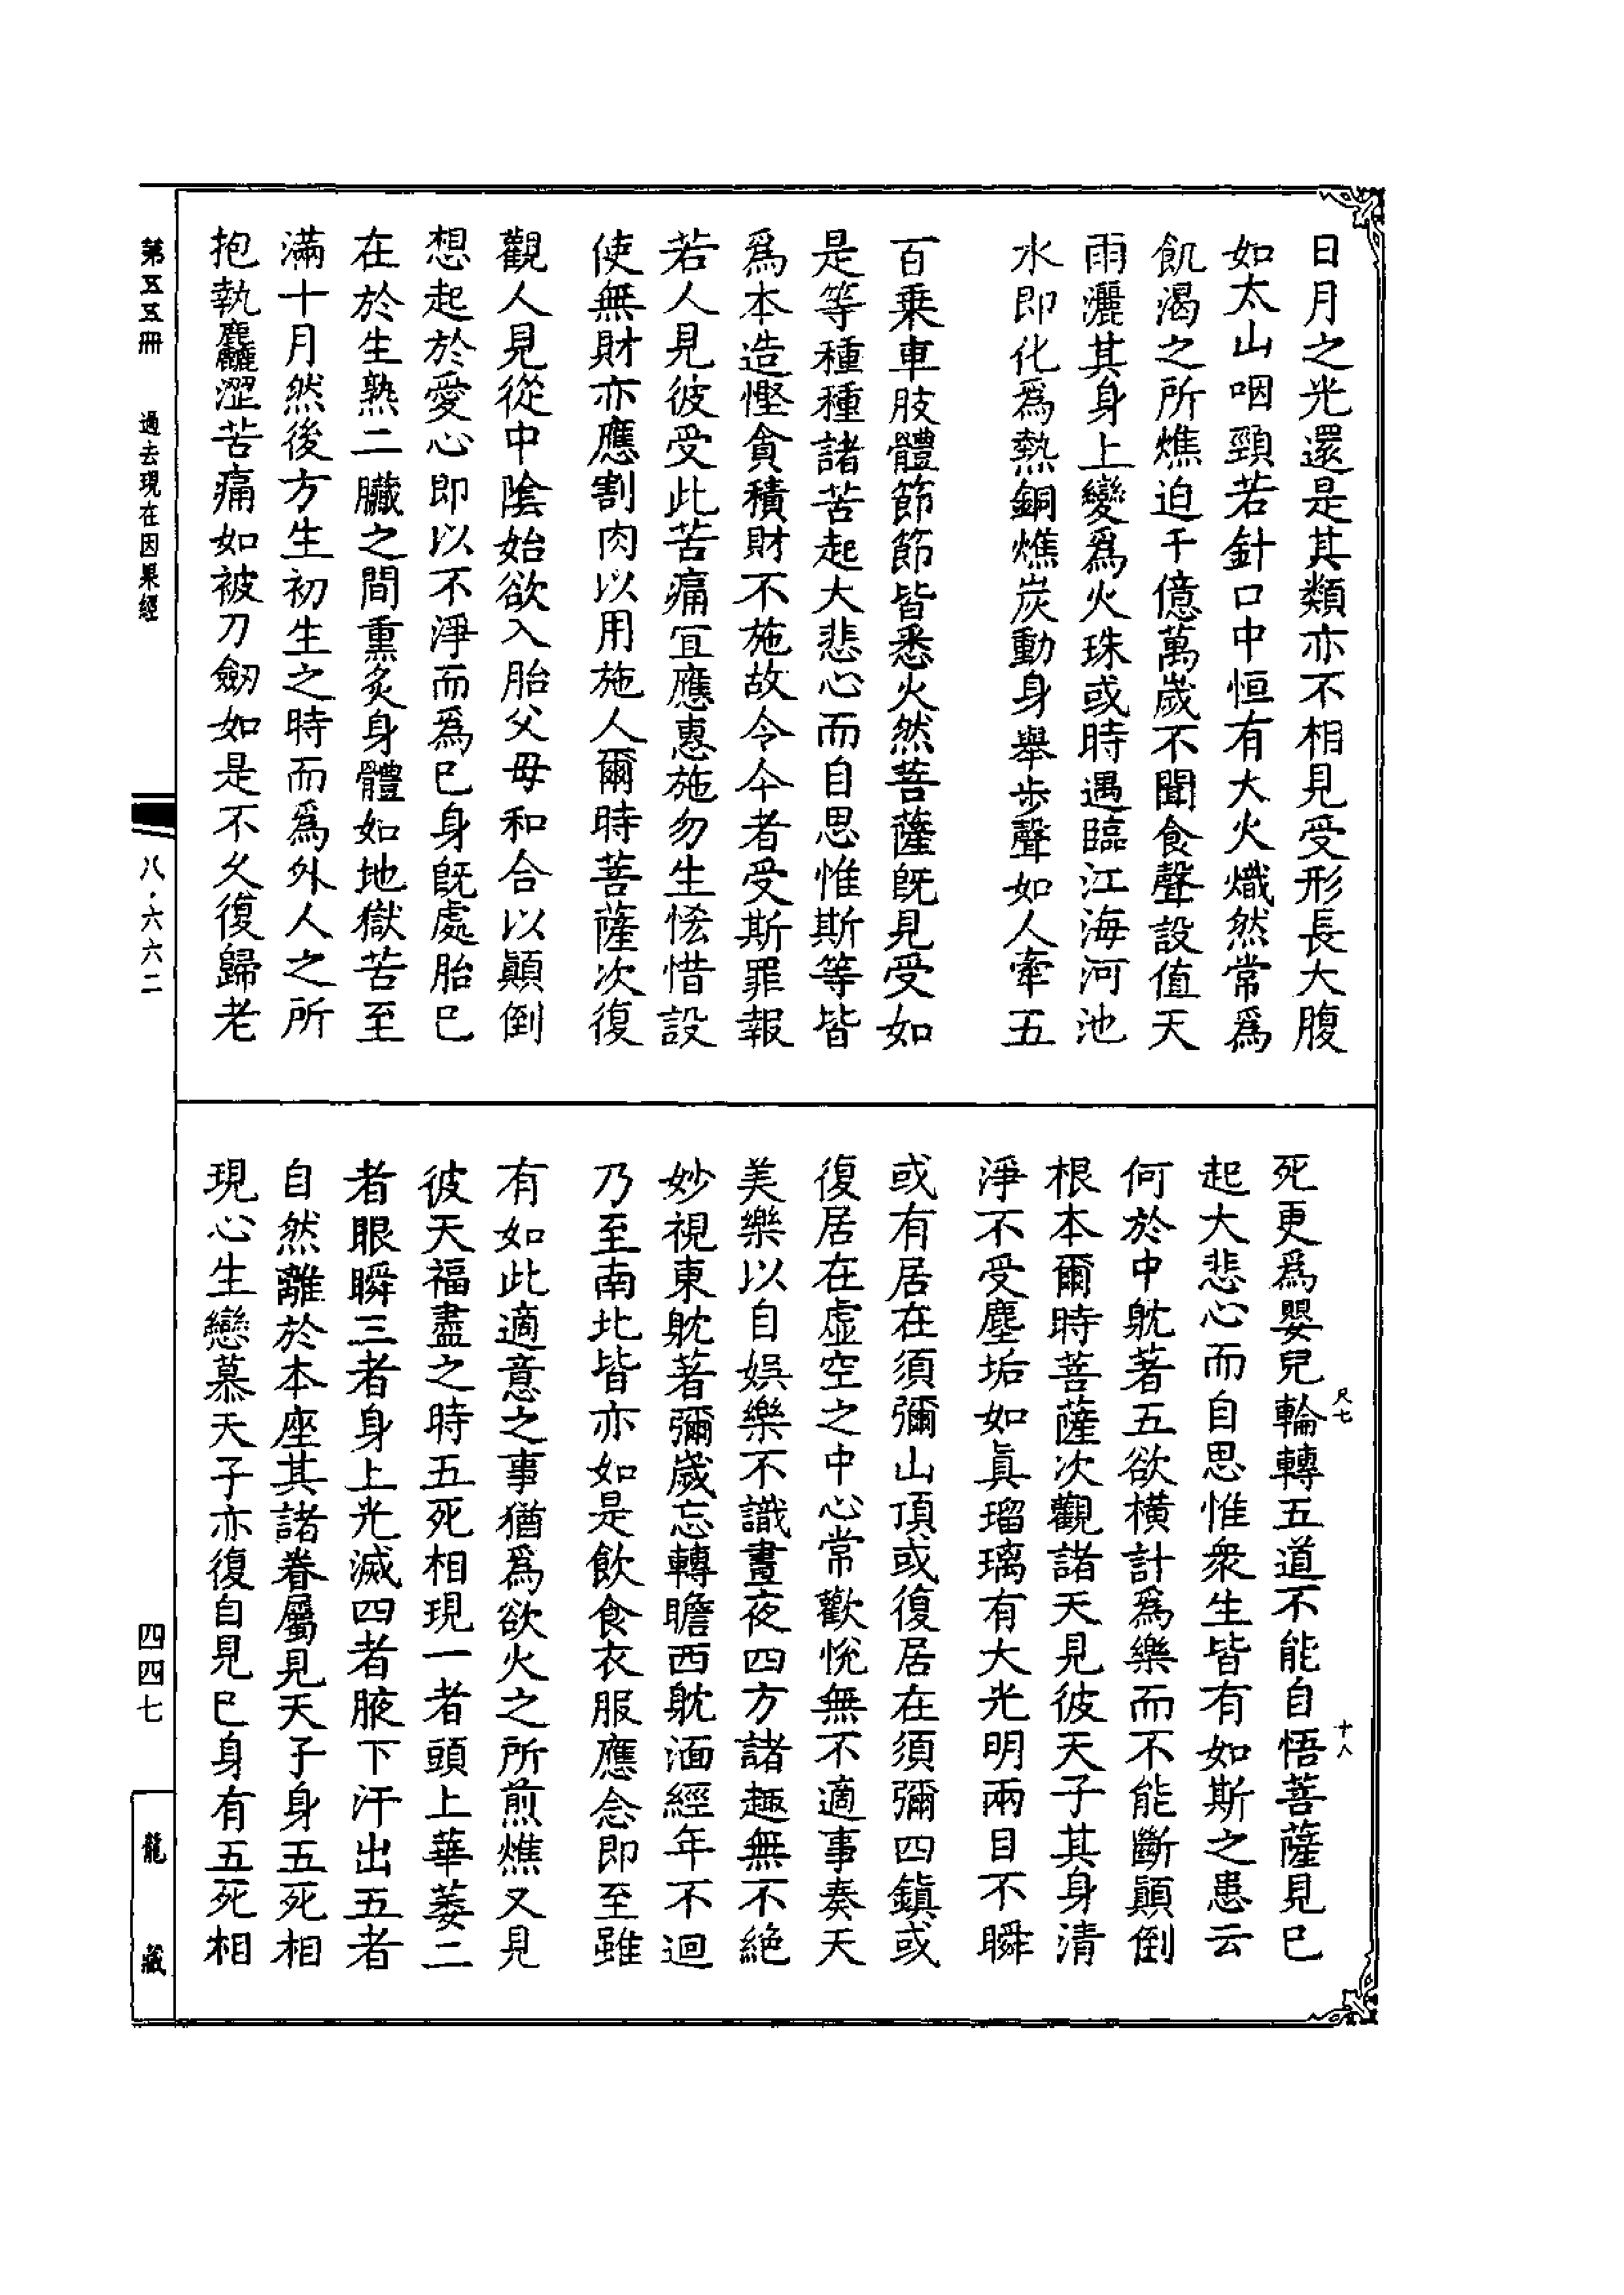 日月之光還是其類亦不相見受形長大腹
如太山咽頸若針口中恒有大火熾然常爲
飢渴之所燋迫千億萬歲不聞食聲設值天
雨灑其身上變爲火珠或時遇臨江海河池
水即化爲熱銅燋炭動身舉步聲如人牽五
百乗車肢體節節皆悉火然菩薩旣見受如
是等種種諸苦起大悲心而自思惟斯等皆
爲本造慳貪積財不施故令今者受斯罪報
若人見彼受此苦痛宜應惠施勿生恡惜設
使無財亦應割肉以用施人爾時菩薩次復
觀人見從中陰始欲入胎父母和合以顚倒
想起於愛心即以不淨而爲已身旣處胎已
在於生熟二臟之間熏炙身體如地獄苦至
滿十月然後方生初生之時而爲外人之所
抱執麤澀苦痛如被刀劒如是不久復歸老
死更爲嬰兒輪轉五道不能自悟菩薩見已
起大悲心而自思惟衆生皆有如斯之患云
何於中躭著五欲橫計爲樂而不能斷顚倒
根本爾時菩薩次觀諸天見彼天子其身清
淨不受塵垢如眞瑠璃有大光明兩目不瞬
或有居在須彌山頂或復居在須彌四鎭或
復居在虛空之中心常歡悅無不適事奏天
美樂以自娛樂不識晝夜四方諸趣無不絕
妙視東躭著彌歲忘轉瞻西躭湎經年不迴
乃至南北皆亦如是飲食衣服應念即至雖
有如此適意之事猶爲欲火之所煎燋又見
彼天福盡之時五死相現一者頭上華萎二
者眼瞬三者身上光滅四者腋下汗出五者
自然離於本座其諸眷屬見天子身五死相
現心生戀慕天子亦復自見已身有五死相
尺七
十八
第五五冊
過去現在因果經
八·六六二
四四七
龍藏